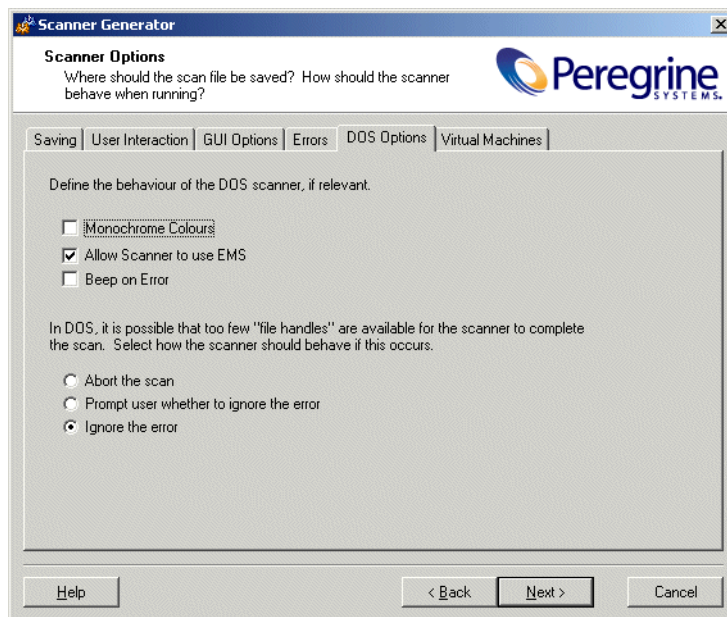 Scanner Generator
Scanner Options
Where should the scan file be saved? How should the scanner
behave when running?
Peregrine
SYSTEMS.
Saving
User Interaction
GUI Options
Errors
DOS Options
Virtual Machines
Define the behaviour of the DOS scanner, if relevant.
Monochrome Colours
Allow Scanner to use EMS
Beep on Error
In DOS, it is possible that too few "file handles" are available for the scanner to complete
the scan. Select how the scanner should behave if this occurs.
Abort the scan
Prompt user whether to ignore the error
Ignore the error
Help
< Back
Next >
Cancel